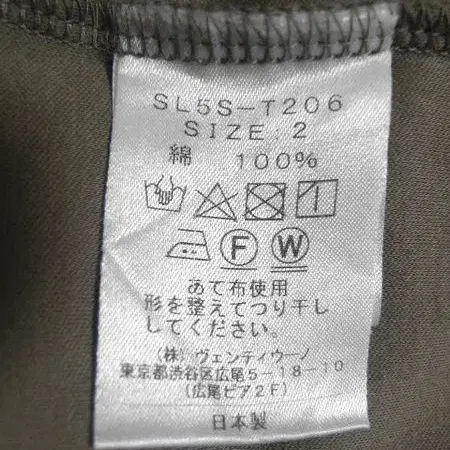 SL5S-T206
SIZE:2
綿 100%
1
F W
あて布使用
形を整えてつり干し
してください。
(株)ヴェンティウーノ
東京都渋谷区広尾5-18-10
(広尾ピア2F)
日本製